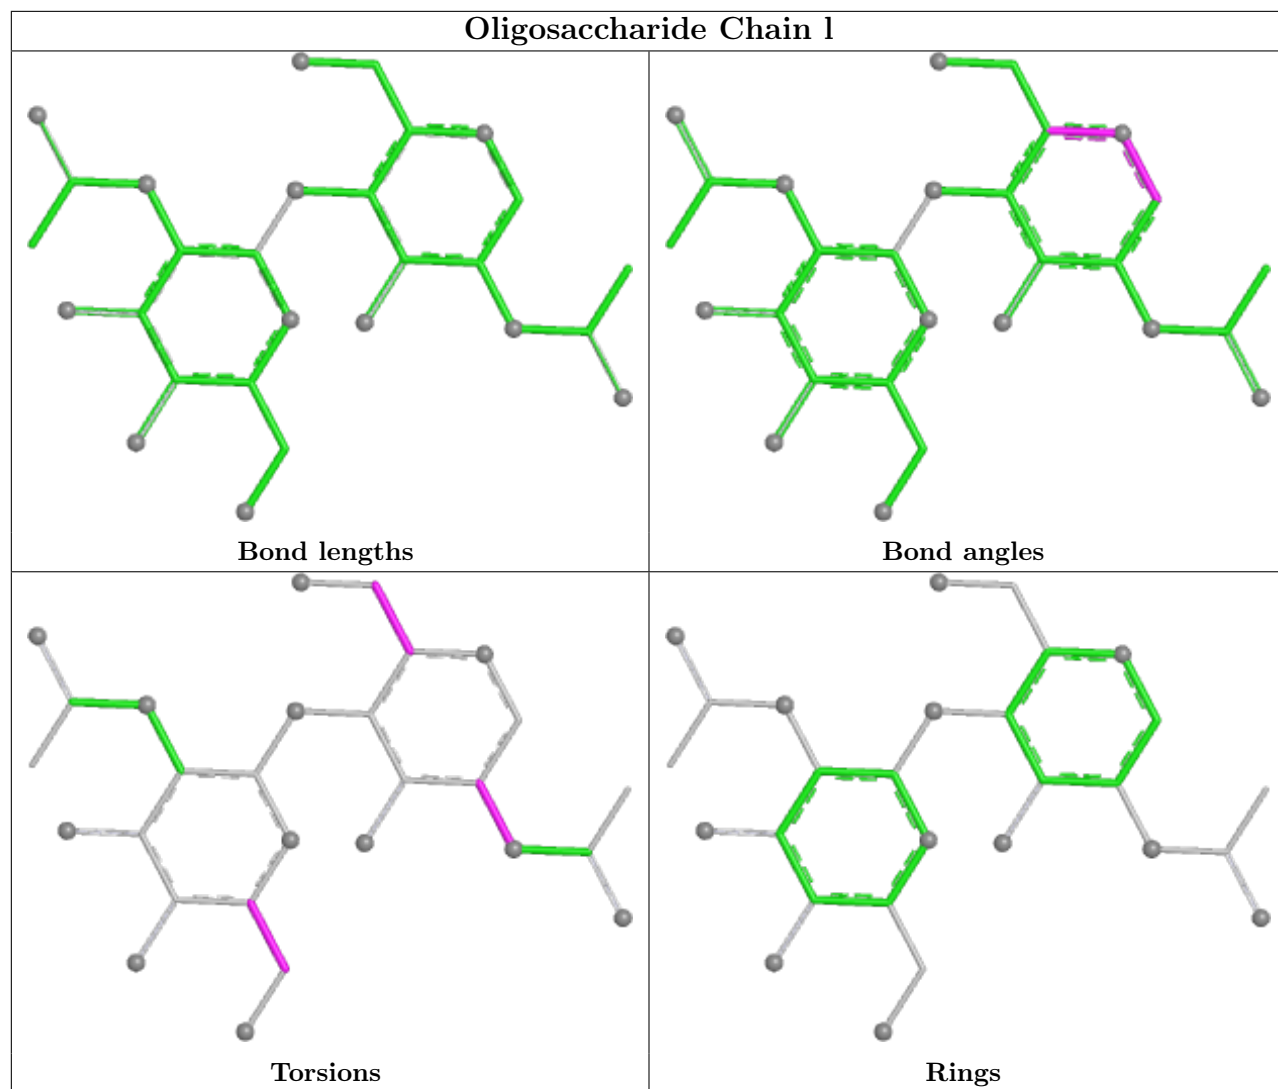 Oligosaccharide Chain l
Bond lengths
Bond angles
Torsions
Rings